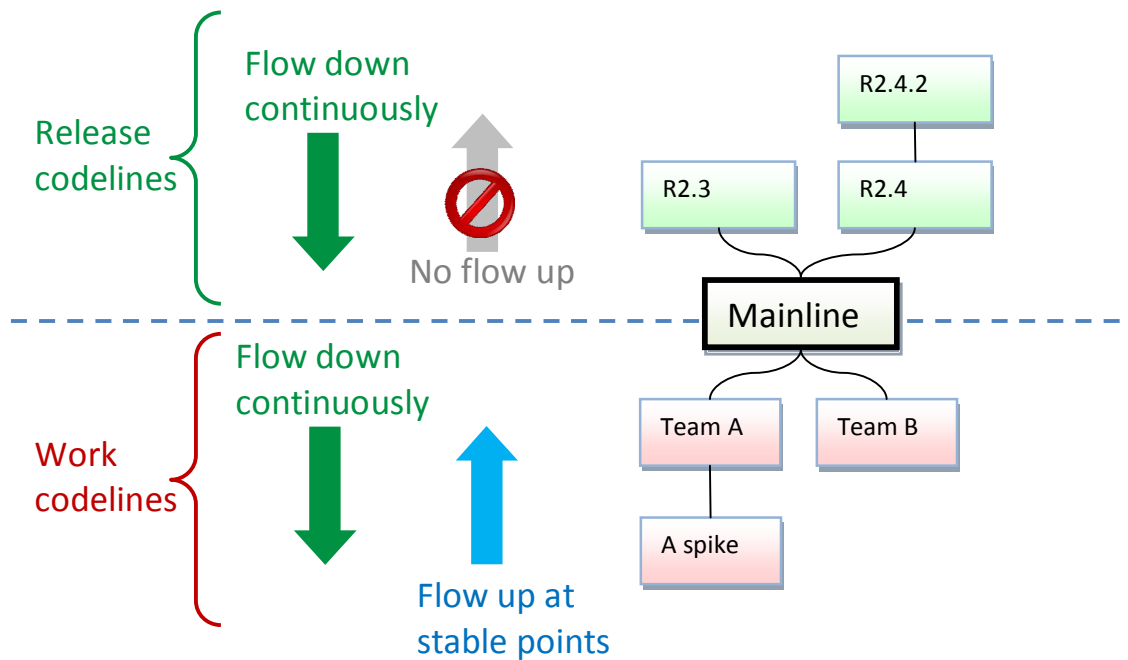 Flow down
continuously
Release
codelines
No flow up
R2.4.2
R2.3
R2.4
Mainline
Flow down
continuously
Work
codelines
Flow up at
stable points
Team A
Team B
A spike